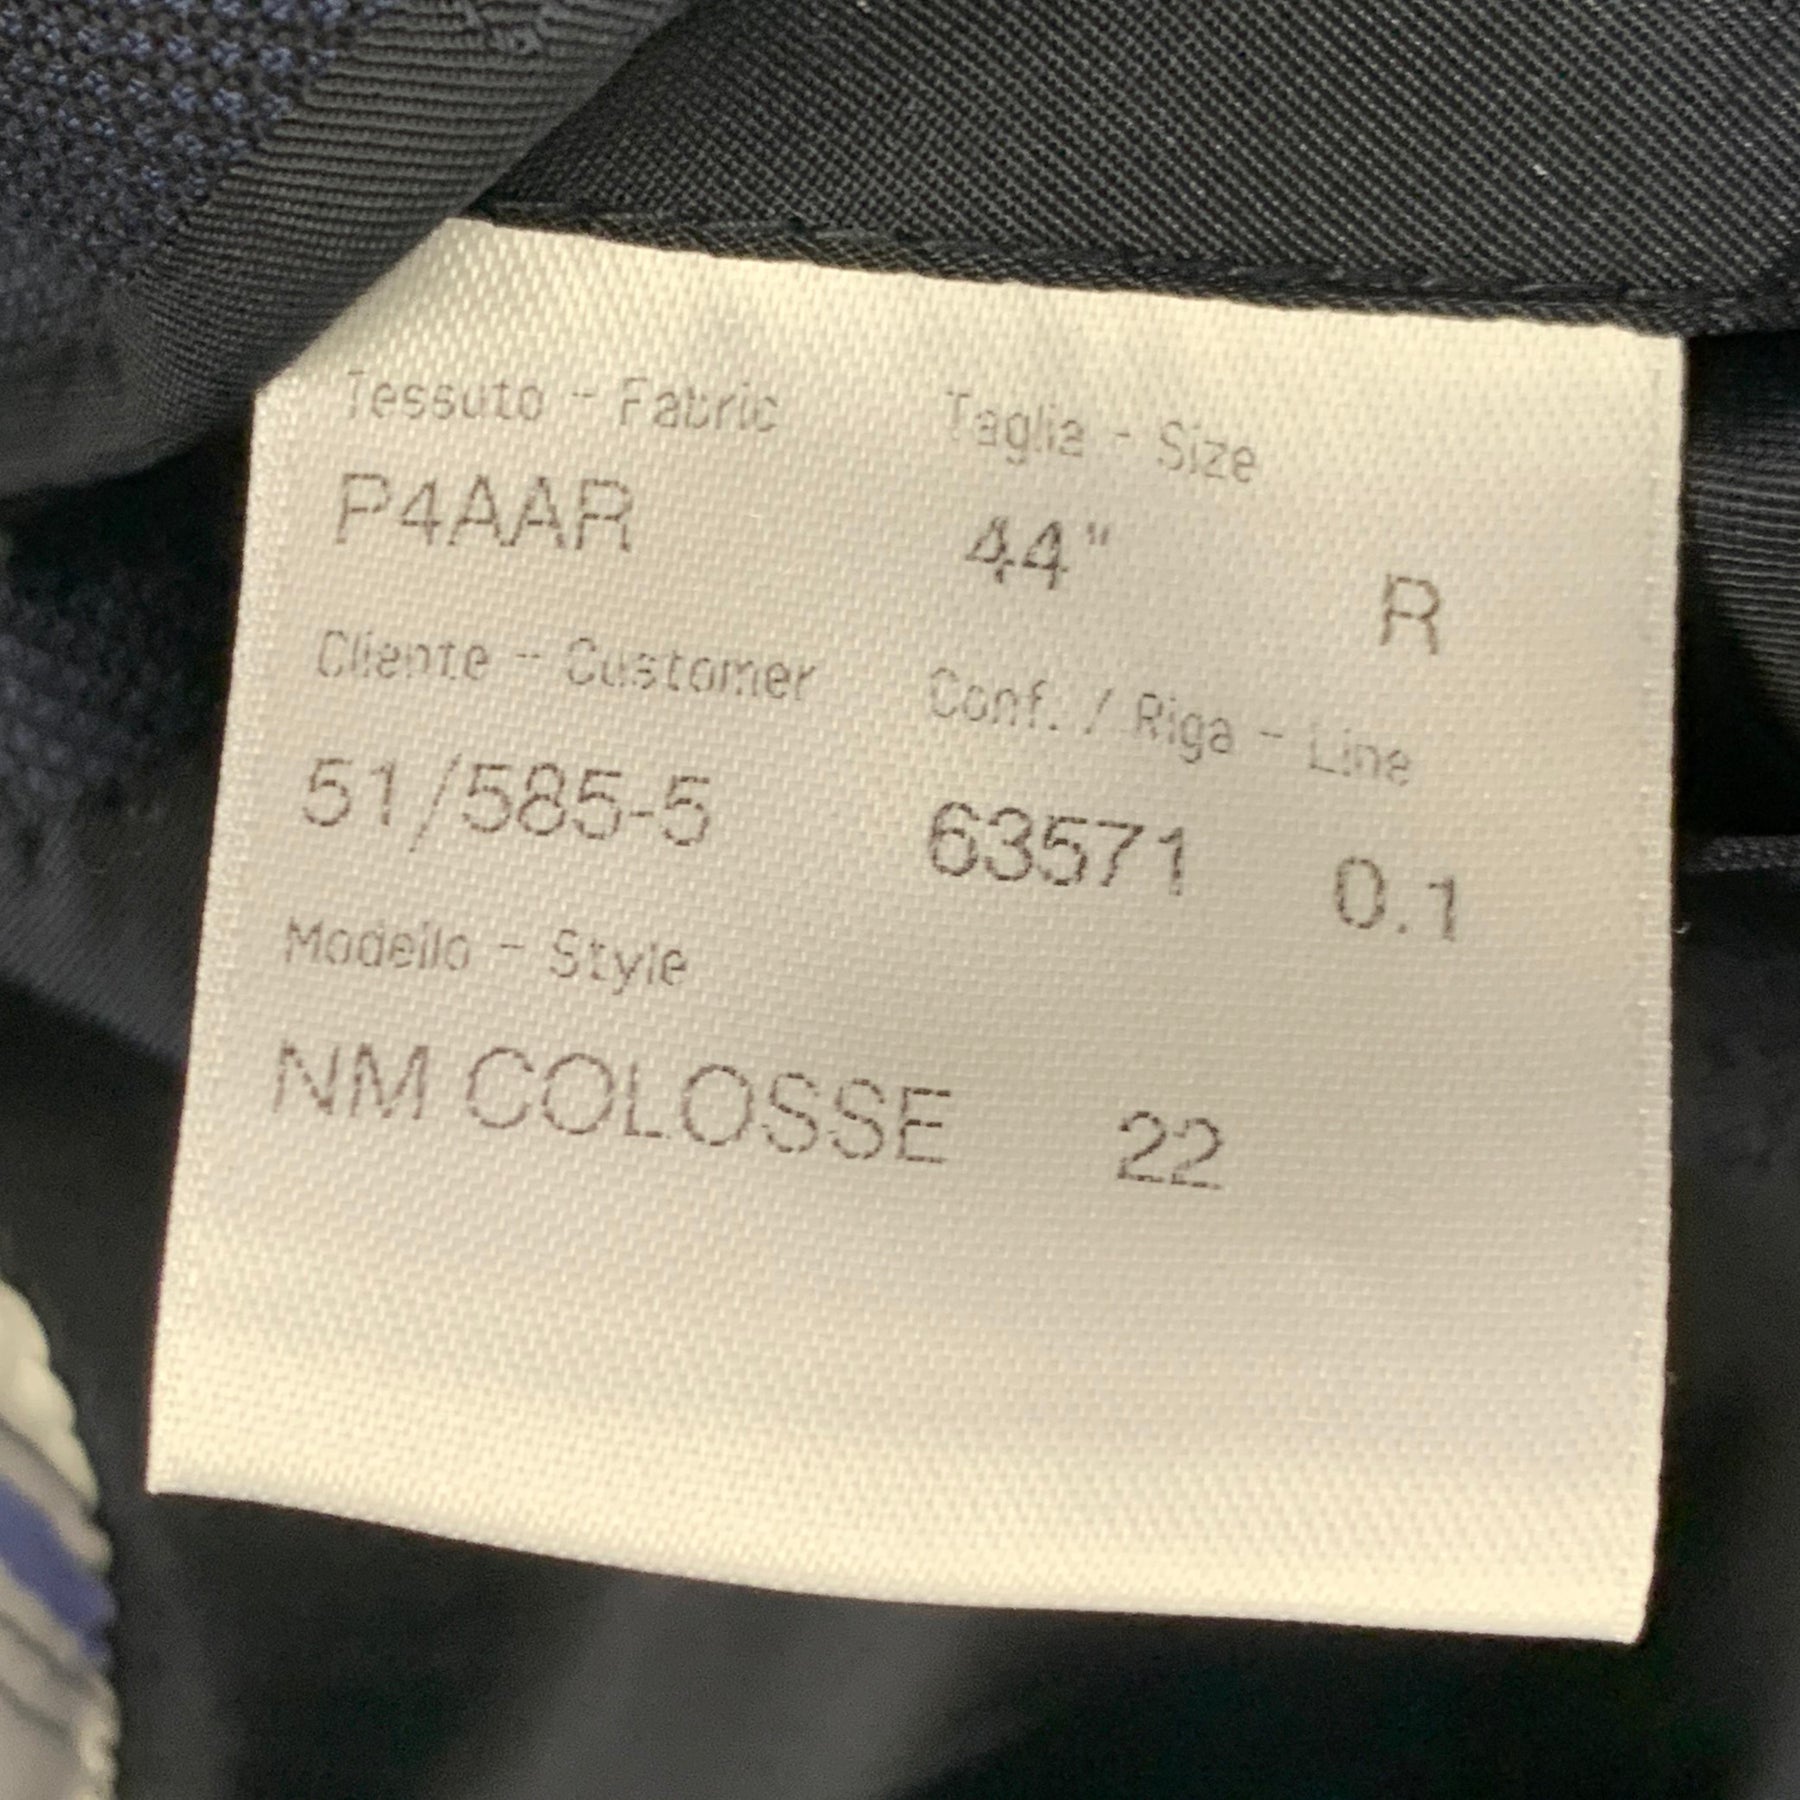 Tessuto - Fabric Taglia - Size
P4AAR 44" R
Cliente - Customer Conf. / Riga - Line
51/585-5 63571 0.1
Modello - Style
NM COLOSSE 22